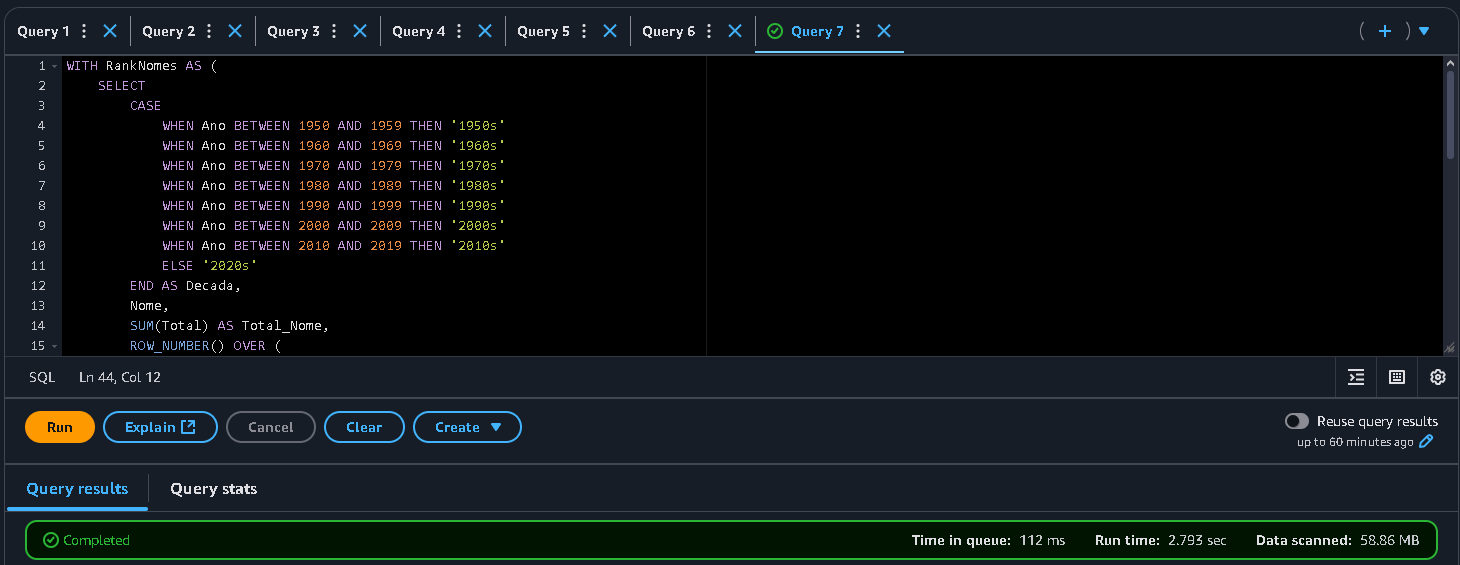 Query 1 Query 2 Query 3 Query 4 Query 5 Query 6 Query 7
1 WITH RankNomes AS (
2 SELECT
3 CASE
4 WHEN Ano BETWEEN 1950 AND 1959 THEN '1950s'
5 WHEN Ano BETWEEN 1960 AND 1969 THEN '1960s'
6 WHEN Ano BETWEEN 1970 AND 1979 THEN '1970s'
7 WHEN Ano BETWEEN 1980 AND 1989 THEN '1980s'
8 WHEN Ano BETWEEN 1990 AND 1999 THEN '1990s'
9 WHEN Ano BETWEEN 2000 AND 2009 THEN '2000s'
10 WHEN Ano BETWEEN 2010 AND 2019 THEN '2010s'
11 ELSE '2020s'
12 END AS Decada,
13 Nome,
14 SUM(Total) AS Total_Nome,
15 ROW_NUMBER() OVER (
SQL Ln 44, Col 12
Run Explain Cancel Clear Create Reuse query results
up to 60 minutes ago
Query results Query stats
Completed Time in queue: 112 ms Run time: 2.793 sec Data scanned: 58.86 MB